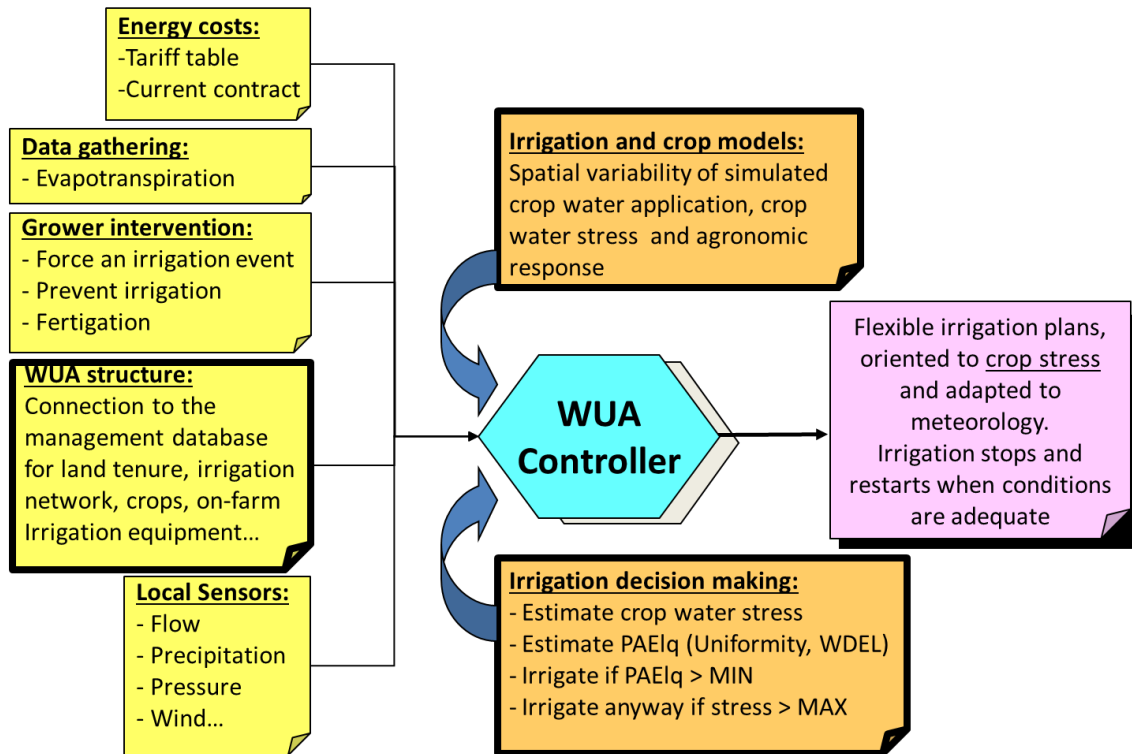 Energy costs:
-Tariff table
-Current contract
Data gathering:
- Evapotranspiration
Grower intervention:
- Force an irrigation event
- Prevent irrigation
- Fertigation
WUA structure:
Connection to the
management database
for land tenure, irrigation
network, crops, on-farm
Irrigation equipment...
Local Sensors:
- Flow
- Precipitation
- Pressure
- Wind...
Irrigation and crop models:
Spatial variability of simulated
crop water application, crop
water stress and agronomic
response
WUA
Controller
Irrigation decision making:
- Estimate crop water stress
- Estimate PAElq (Uniformity, WDEL)
- Irrigate if PAElq > MIN
- Irrigate anyway if stress > MAX
Flexible irrigation plans,
oriented to crop stress
and adapted to
meteorology.
Irrigation stops and
restarts when conditions
are adequate